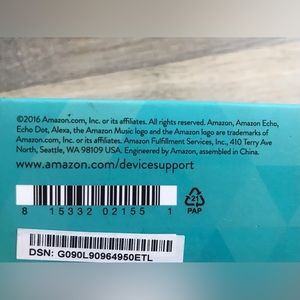 ©2016 Amazon.com, Inc. or its affiliates. All rights reserved. Amazon, Amazon Echo,
Echo Dot, Alexa, the Amazon Music logo and the Amazon logo are trademarks of
Amazon.com, Inc. or its affiliates. Amazon Fulfillment Services, Inc., 410 Terry Ave
North, Seattle, WA 98109 USA. Engineered by Amazon, assembled in China.
www.amazon.com/devicesupport
8 15332 02155 1
21
PAP
DSN: G090L90964950ETL